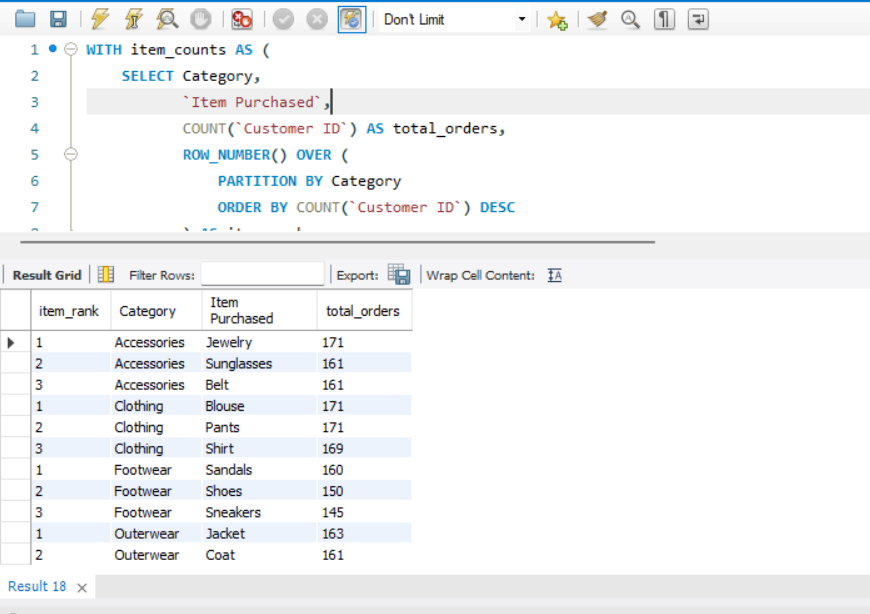 Don't Limit
1 WITH item_counts AS (
2 SELECT Category,
3 `Item Purchased`,
4 COUNT(`Customer ID`) AS total_orders,
5 ROW_NUMBER() OVER (
6 PARTITION BY Category
7 ORDER BY COUNT(`Customer ID`) DESC
Result Grid Filter Rows: Export: Wrap Cell Content: IA
item_rank Category Item Purchased total_orders
1 Accessories Jewelry 171
2 Accessories Sunglasses 161
3 Accessories Belt 161
1 Clothing Blouse 171
2 Clothing Pants 171
3 Clothing Shirt 169
1 Footwear Sandals 160
2 Footwear Shoes 150
3 Footwear Sneakers 145
1 Outerwear Jacket 163
2 Outerwear Coat 161
Result 18